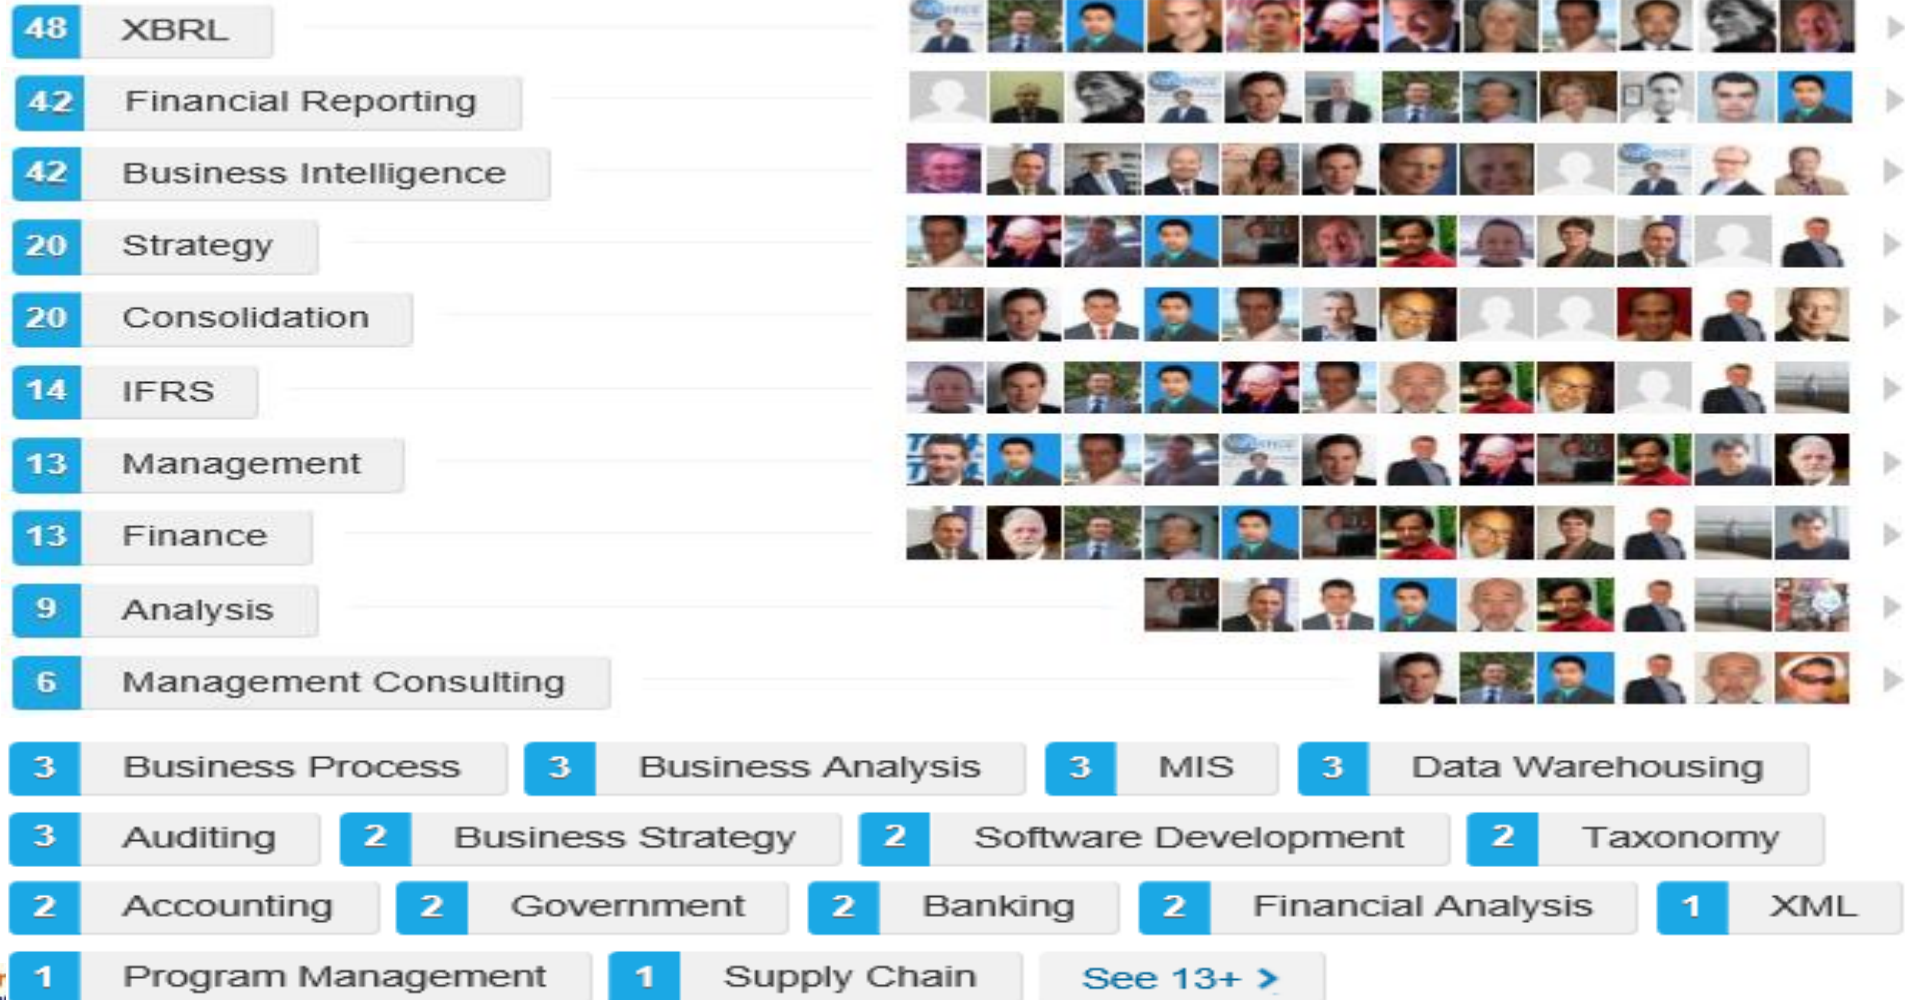 48 XBRL
42 Financial Reporting
42 Business Intelligence
20 Strategy
20 Consolidation
14 IFRS
13 Management
13 Finance
9 Analysis
6 Management Consulting
3 Business Process 3 Business Analysis 3 MIS 3 Data Warehousing
3 Auditing 2 Business Strategy 2 Software Development 2 Taxonomy
2 Accounting 2 Government 2 Banking 2 Financial Analysis 1 XML
1 Program Management 1 Supply Chain See 13+ >